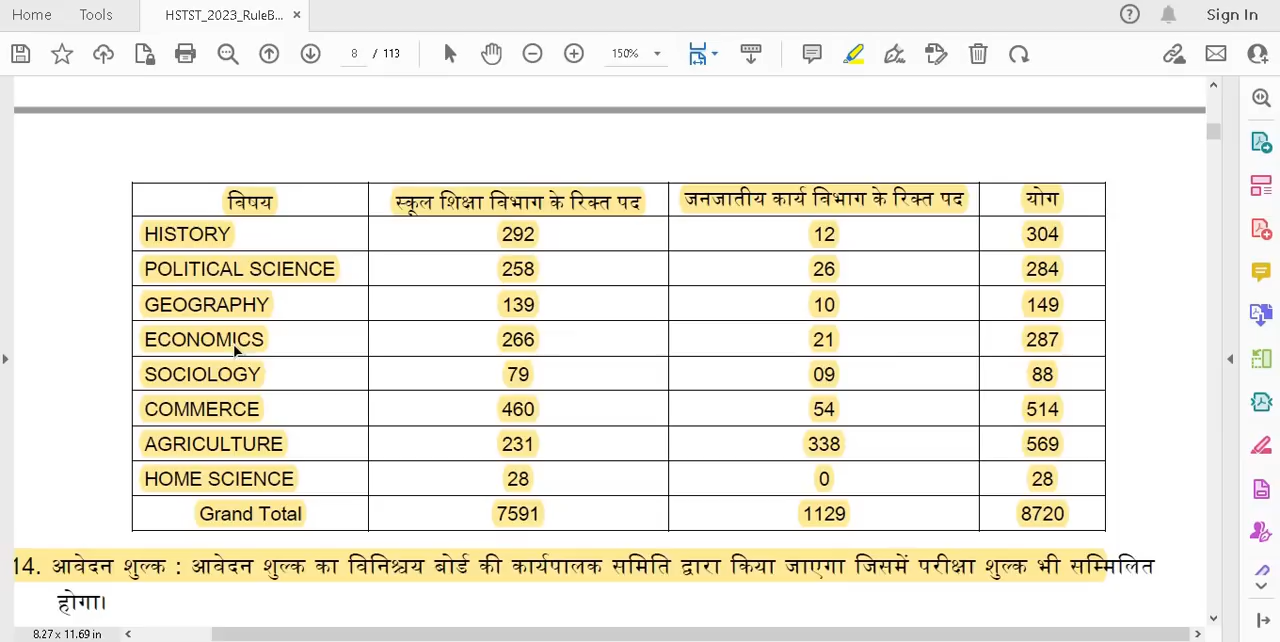 Home Tools HSTST_2023_RuleB... × Sign In
8 / 113 150%
विषय स्कूल शिक्षा विभाग के रिक्त पद जनजातीय कार्य विभाग के रिक्त पद योग
HISTORY 292 12 304
POLITICAL SCIENCE 258 26 284
GEOGRAPHY 139 10 149
ECONOMICS 266 21 287
SOCIOLOGY 79 09 88
COMMERCE 460 54 514
AGRICULTURE 231 338 569
HOME SCIENCE 28 0 28
Grand Total 7591 1129 8720
14. आवेदन शुल्क : आवेदन शुल्क का विनिश्चय बोर्ड की कार्यपालक समिति द्वारा किया जाएगा जिसमें परीक्षा शुल्क भी सम्मिलित
होगा।
8.27 x 11.69 in